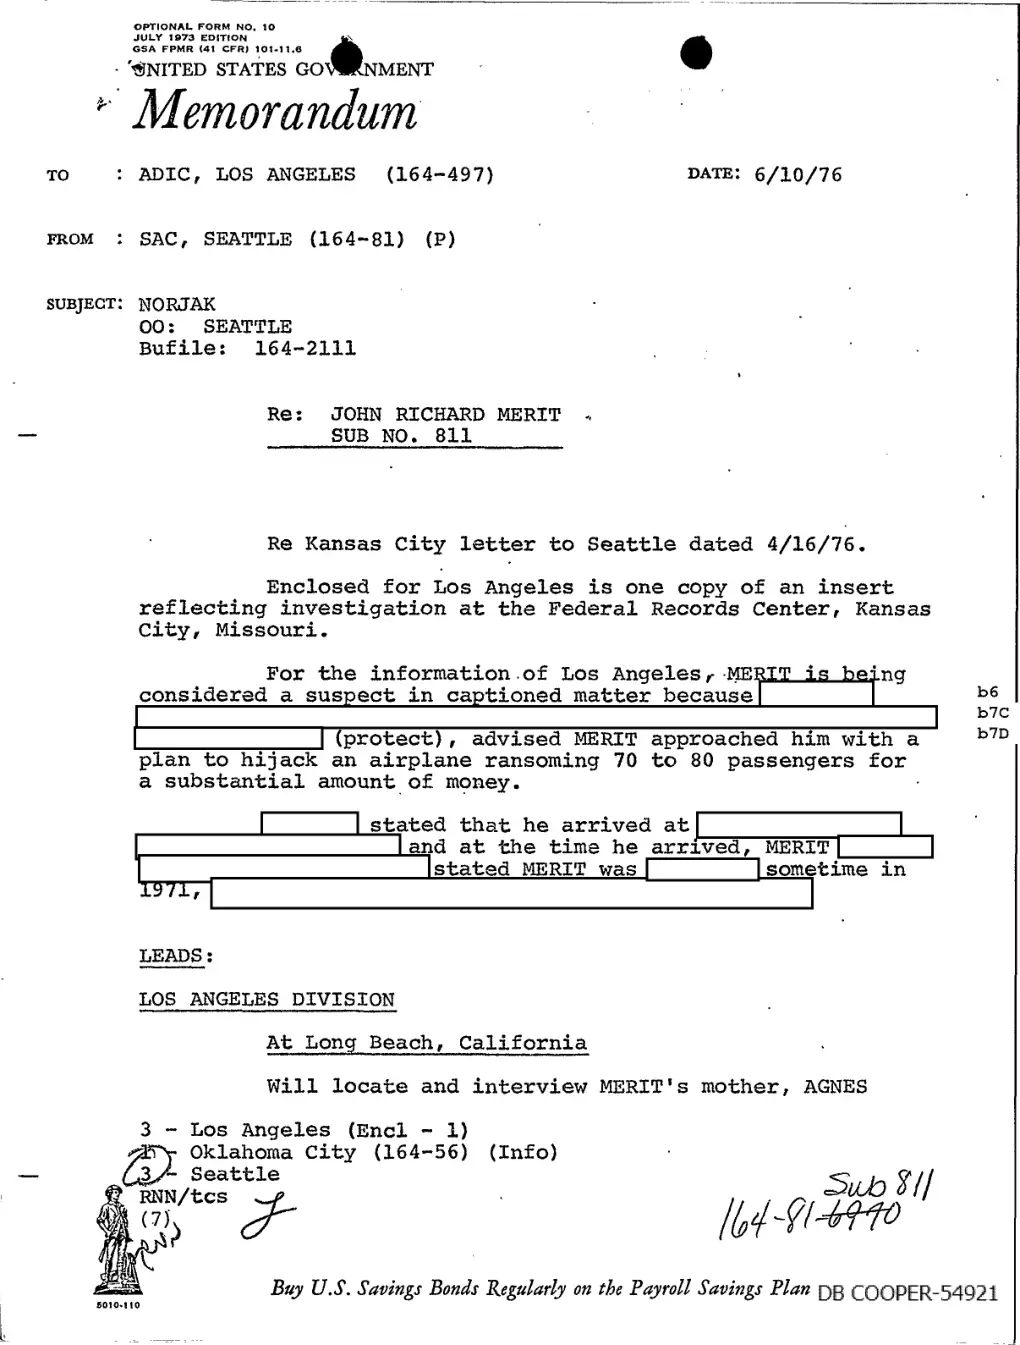 OPTIONAL FORM NO. 10
JULY 1973 EDITION
GSA FPMR (41 CFR) 101-11.6
UNITED STATES GOVERNMENT
Memorandum
TO : ADIC, LOS ANGELES (164-497) DATE: 6/10/76
FROM : SAC, SEATTLE (164-81) (P)
SUBJECT: NORJAK
OO: SEATTLE
Bufile: 164-2111
Re: JOHN RICHARD MERIT
SUB NO. 811
Re Kansas City letter to Seattle dated 4/16/76.
Enclosed for Los Angeles is one copy of an insert
reflecting investigation at the Federal Records Center, Kansas
City, Missouri.
For the information of Los Angeles, MERIT is being
considered a suspect in captioned matter because
b6
b7C
b7D
(protect), advised MERIT approached him with a
plan to hijack an airplane ransoming 70 to 80 passengers for
a substantial amount of money.
stated that he arrived at
and at the time he arrived, MERIT
stated MERIT was sometime in
1971,
LEADS:
LOS ANGELES DIVISION
At Long Beach, California
Will locate and interview MERIT's mother, AGNES
3 - Los Angeles (Encl - 1)
1 - Oklahoma City (164-56) (Info)
3 - Seattle
RNN/tcs
(7)
Sub 811
164-81-6990
5010-110
Buy U.S. Savings Bonds Regularly on the Payroll Savings Plan
DB COOPER-54921